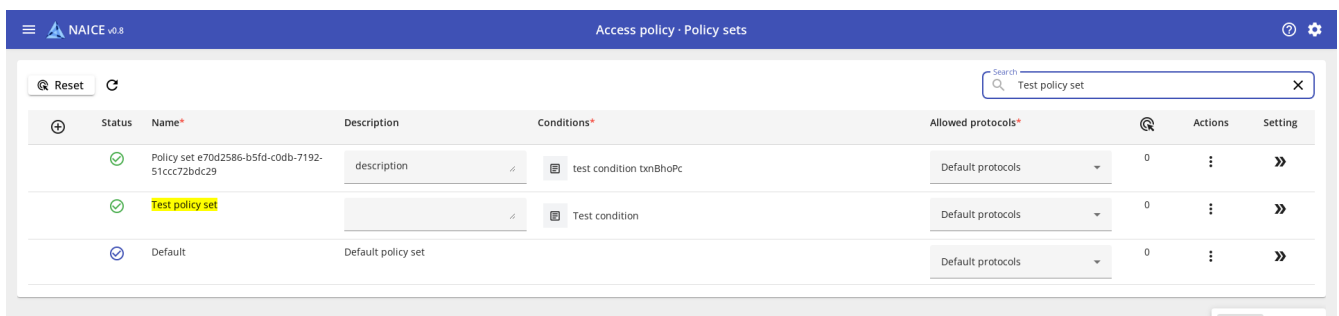 NAICE v0.8
Access policy · Policy sets
Reset
Search
Test policy set
Status Name* Description Conditions* Allowed protocols* Actions Setting
Policy set e70d2586-b5fd-c0db-7192-
51ccc72bdc29
description
test condition txnBhoPc
Default protocols
0
Test policy set
Test condition
Default protocols
0
Default
Default policy set
Default protocols
0